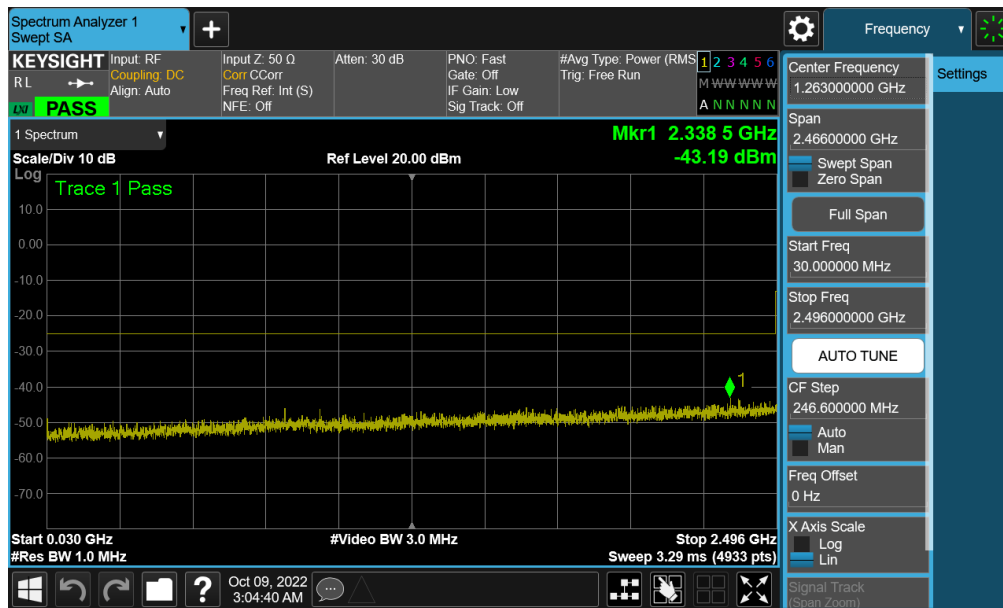 Spectrum Analyzer 1
Swept SA
+
Frequency
KEYSIGHT
R L
LXI PASS
Input: RF
Coupling: DC
Align: Auto
Input Z: 50 Ω
Corr CCorr
Freq Ref: Int (S)
NFE: Off
Atten: 30 dB
PNO: Fast
Gate: Off
IF Gain: Low
Sig Track: Off
#Avg Type: Power (RMS
Trig: Free Run
1 2 3 4 5 6
M W W W W W
A N N N N N
1 Spectrum
Mkr1 2.338 5 GHz
Scale/Div 10 dB
Ref Level 20.00 dBm
-43.19 dBm
Log
Trace 1 Pass
10.0
0.00
-10.0
-20.0
-30.0
-40.0
1
-50.0
-60.0
-70.0
Start 0.030 GHz
#Video BW 3.0 MHz
Stop 2.496 GHz
#Res BW 1.0 MHz
Sweep 3.29 ms (4933 pts)
?
Oct 09, 2022
3:04:40 AM
Center Frequency
1.263000000 GHz
Settings
Span
2.46600000 GHz
Swept Span
Zero Span
Full Span
Start Freq
30.000000 MHz
Stop Freq
2.496000000 GHz
AUTO TUNE
CF Step
246.600000 MHz
Auto
Man
Freq Offset
0 Hz
X Axis Scale
Log
Lin
Signal Track
(Span Zoom)